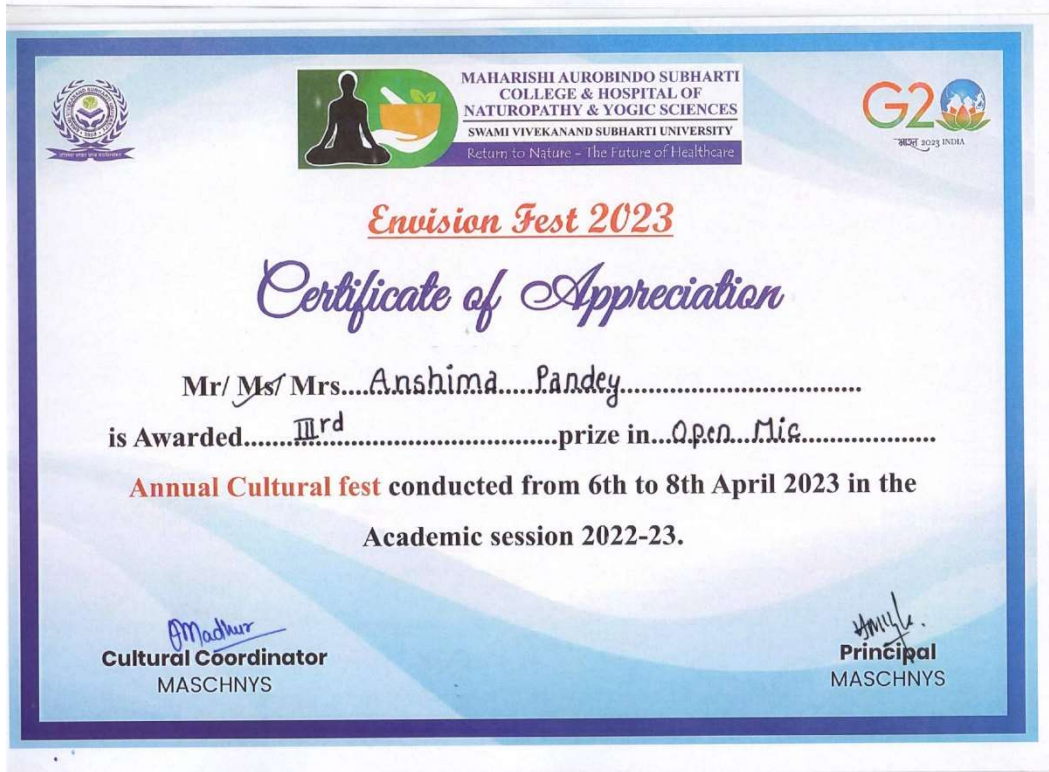 MAHARISHI AUROBINDO SUBHARTI
COLLEGE & HOSPITAL OF
NATUROPATHY & YOGIC SCIENCES
SWAMI VIVEKANAND SUBHARTI UNIVERSITY
Return to Nature - The Future of Healthcare
G20
भारत 2023 INDIA
Envision Fest 2023
Certificate of Appreciation
Mr/ Ms/ Mrs....Anshima....Pandey....
is Awarded....IIIrd....prize in...Open...Mic....
Annual Cultural fest conducted from 6th to 8th April 2023 in the
Academic session 2022-23.
Madhur
Cultural Coordinator
MASCHNYS
Principal
MASCHNYS